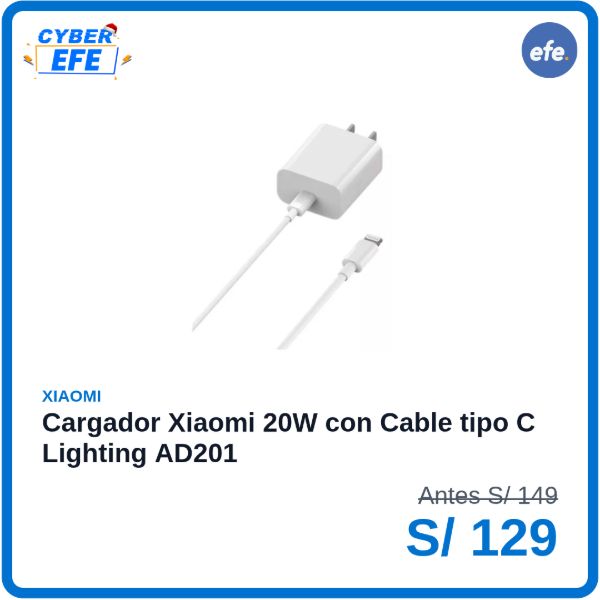 CYBER
EFE
efe.
XIAOMI
Cargador Xiaomi 20W con Cable tipo C
Lighting AD201
Antes S/ 149
S/ 129